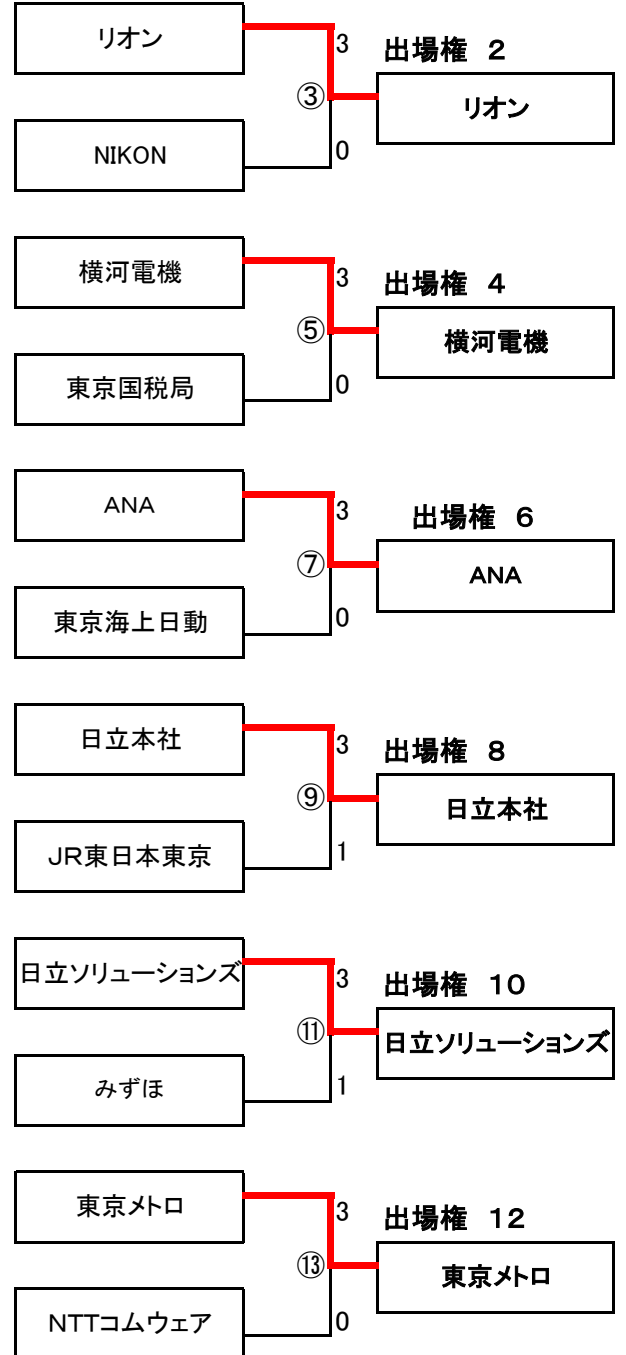 リオン
3
出場権 2
③
リオン
NIKON
0
横河電機
3
出場権 4
⑤
横河電機
東京国税局
0
ANA
3
出場権 6
⑦
ANA
東京海上日動
0
日立本社
3
出場権 8
⑨
日立本社
JR東日本東京
1
日立ソリューションズ
3
出場権 10
⑪
日立ソリューションズ
みずほ
1
東京メトロ
3
出場権 12
⑬
東京メトロ
NTTコムウェア
0